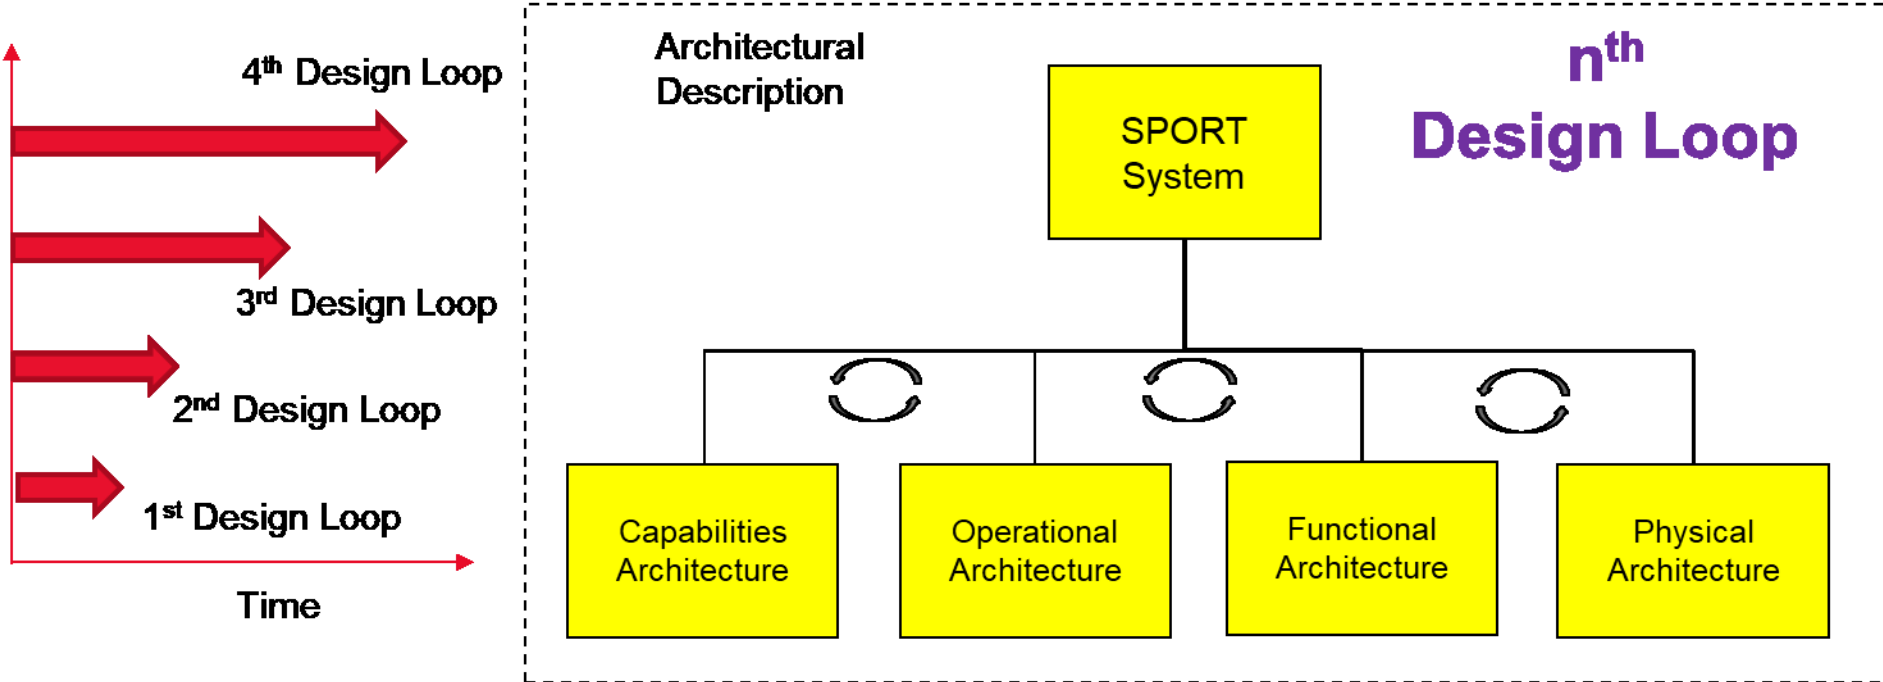 4th Design Loop
3rd Design Loop
2nd Design Loop
1st Design Loop
Time
Architectural
Description
nth
Design Loop
SPORT
System
Capabilities
Architecture
Operational
Architecture
Functional
Architecture
Physical
Architecture